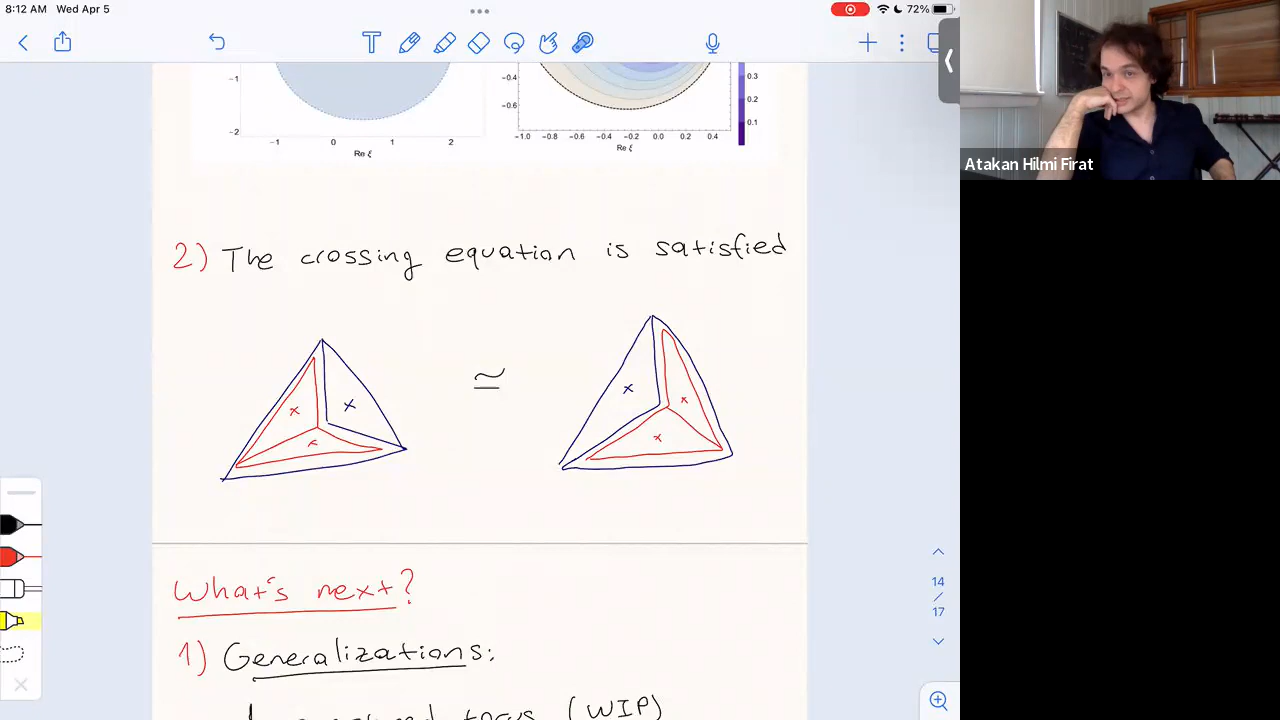 8:12 AM Wed Apr 5
72%
−1
−2
−1 0 1 2
Re ξ
−0.4
−0.6
−1.0 −0.8 −0.6 −0.4 −0.2 0.0 0.2 0.4
Re ξ
0.3
0.2
0.1
Atakan Hilmi Firat
2) The crossing equation is satisfied
x x x ≅ x x x
What's next?
1) Generalizations:
(WIP)
14
/
17